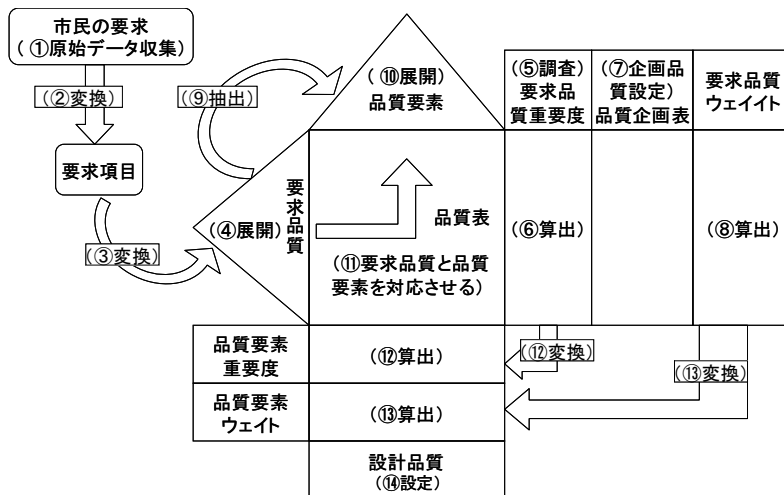 市民の要求
(①原始データ収集)
(②変換)
要求項目
(③変換)
(④展開)
要求品質
(⑨抽出)
(⑩展開)
品質要素
品質表
(⑪要求品質と品質
要素を対応させる)
(⑤調査)
要求品
質重要度
(⑦企画品
質設定)
品質企画表
要求品質
ウェイイト
(⑥算出)
(⑧算出)
品質要素
重要度
(⑫算出)
(⑫変換)
(⑬変換)
品質要素
ウェイト
(⑬算出)
設計品質
(⑭設定)